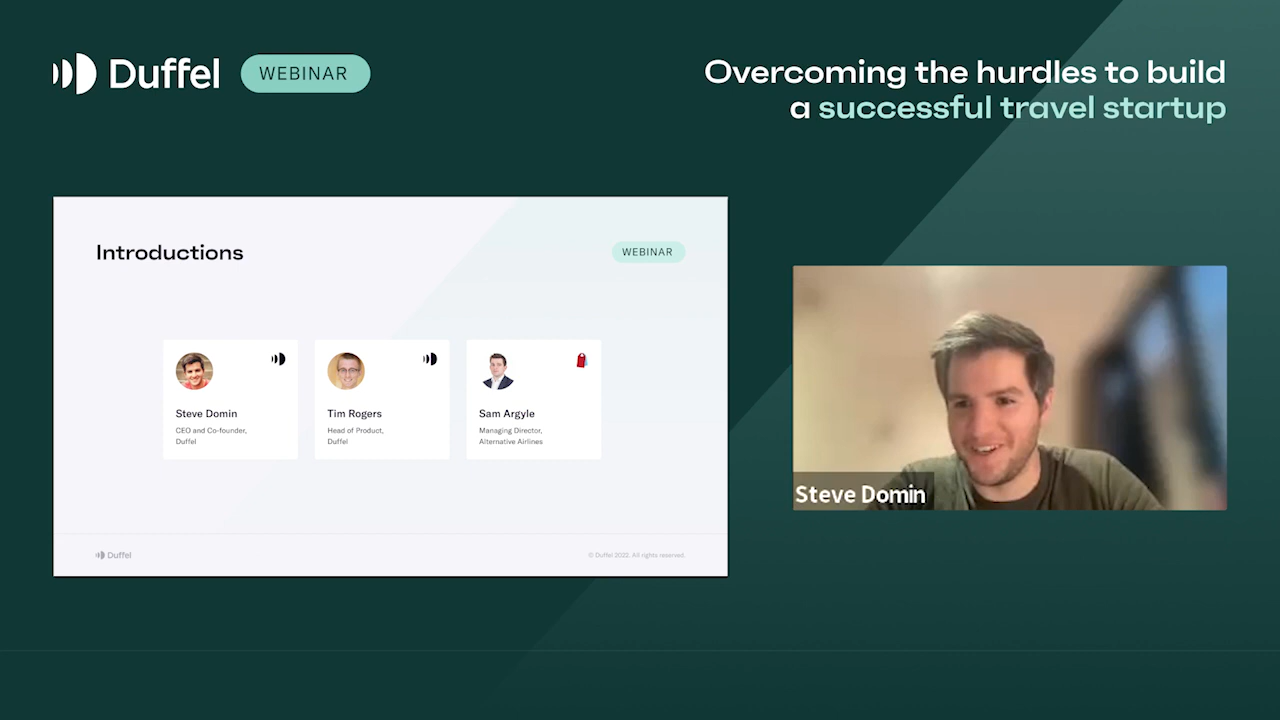 Duffel
WEBINAR
Overcoming the hurdles to build
a successful travel startup
Introductions
WEBINAR
Steve Domin
CEO and Co-founder,
Duffel
Tim Rogers
Head of Product,
Duffel
Sam Argyle
Managing Director,
Alternative Airlines
Duffel
© Duffel 2022. All rights reserved.
Steve Domin